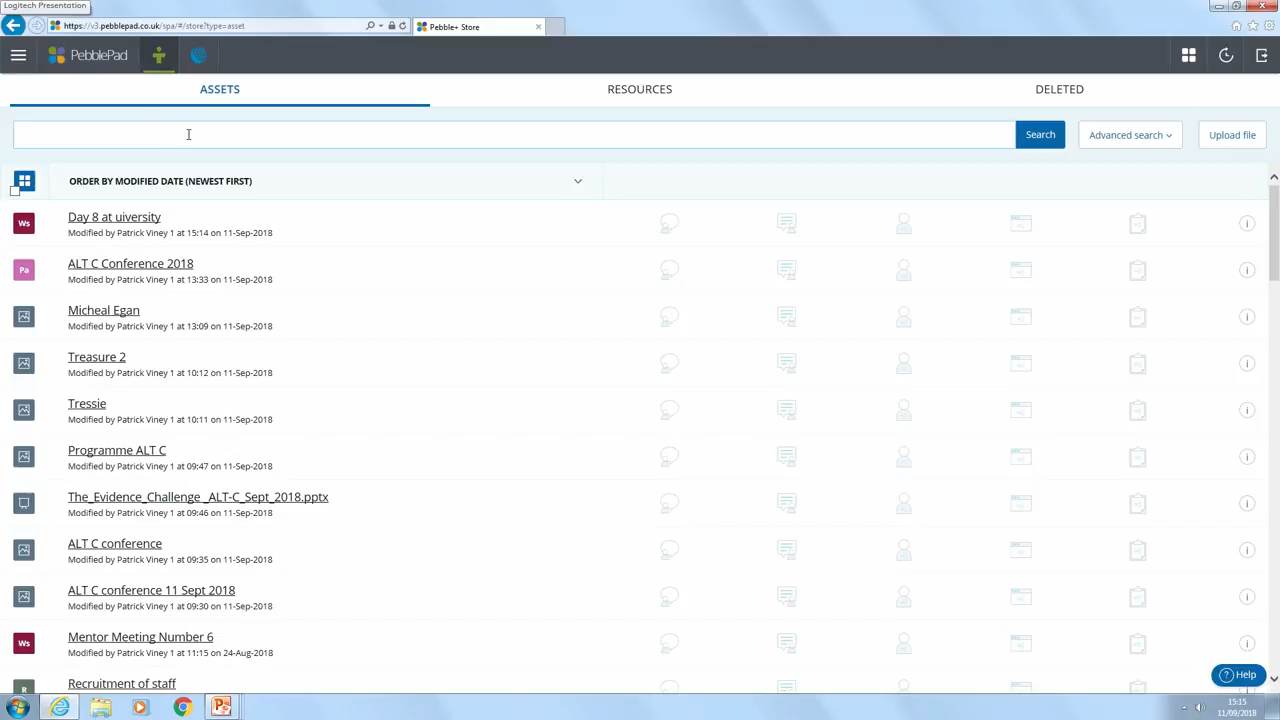 Logitech Presentation
https://v3.pebblepad.co.uk/spa/#/store?type=asset
Pebble+ Store
PebblePad
ASSETS
RESOURCES
DELETED
Search
Advanced search
Upload file
ORDER BY MODIFIED DATE (NEWEST FIRST)
Ws
Day 8 at uiversity
Modified by Patrick Viney 1 at 15:14 on 11-Sep-2018
Pa
ALT C Conference 2018
Modified by Patrick Viney 1 at 13:33 on 11-Sep-2018
Micheal Egan
Modified by Patrick Viney 1 at 13:09 on 11-Sep-2018
Treasure 2
Modified by Patrick Viney 1 at 10:12 on 11-Sep-2018
Tressie
Modified by Patrick Viney 1 at 10:11 on 11-Sep-2018
Programme ALT C
Modified by Patrick Viney 1 at 09:47 on 11-Sep-2018
The_Evidence_Challenge _ALT-C_Sept_2018.pptx
Modified by Patrick Viney 1 at 09:46 on 11-Sep-2018
ALT C conference
Modified by Patrick Viney 1 at 09:35 on 11-Sep-2018
ALT C conference 11 Sept 2018
Modified by Patrick Viney 1 at 09:30 on 11-Sep-2018
Ws
Mentor Meeting Number 6
Modified by Patrick Viney 1 at 11:15 on 24-Aug-2018
R
Recruitment of staff
? Help
15:15
11/09/2018